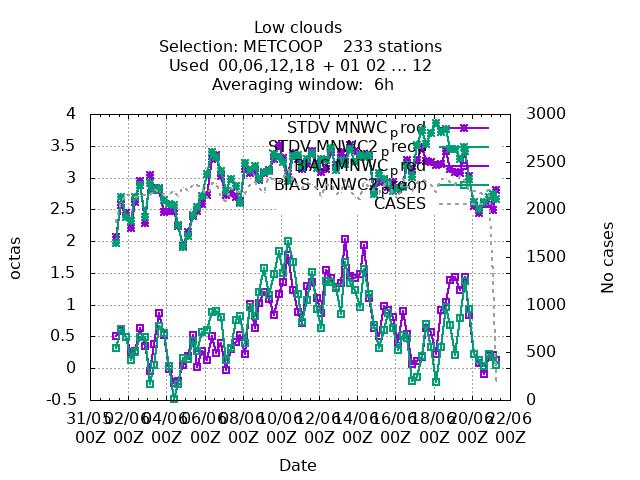 Low clouds
Selection: METCOOP 233 stations
Used 00,06,12,18 + 01 02 ... 12
Averaging window: 6h
4
3.5
3
2.5
2
1.5
1
0.5
0
-0.5
3000
2500
2000
1500
1000
500
0
octas
No cases
STDV MNWC_prod
STDV MNWC2_preop
BIAS MNWC_prod
BIAS MNWC2_preop
CASES
31/05 02/06 04/06 06/06 08/06 10/06 12/06 14/06 16/06 18/06 20/06 22/06
00Z 00Z 00Z 00Z 00Z 00Z 00Z 00Z 00Z 00Z 00Z 00Z
Date